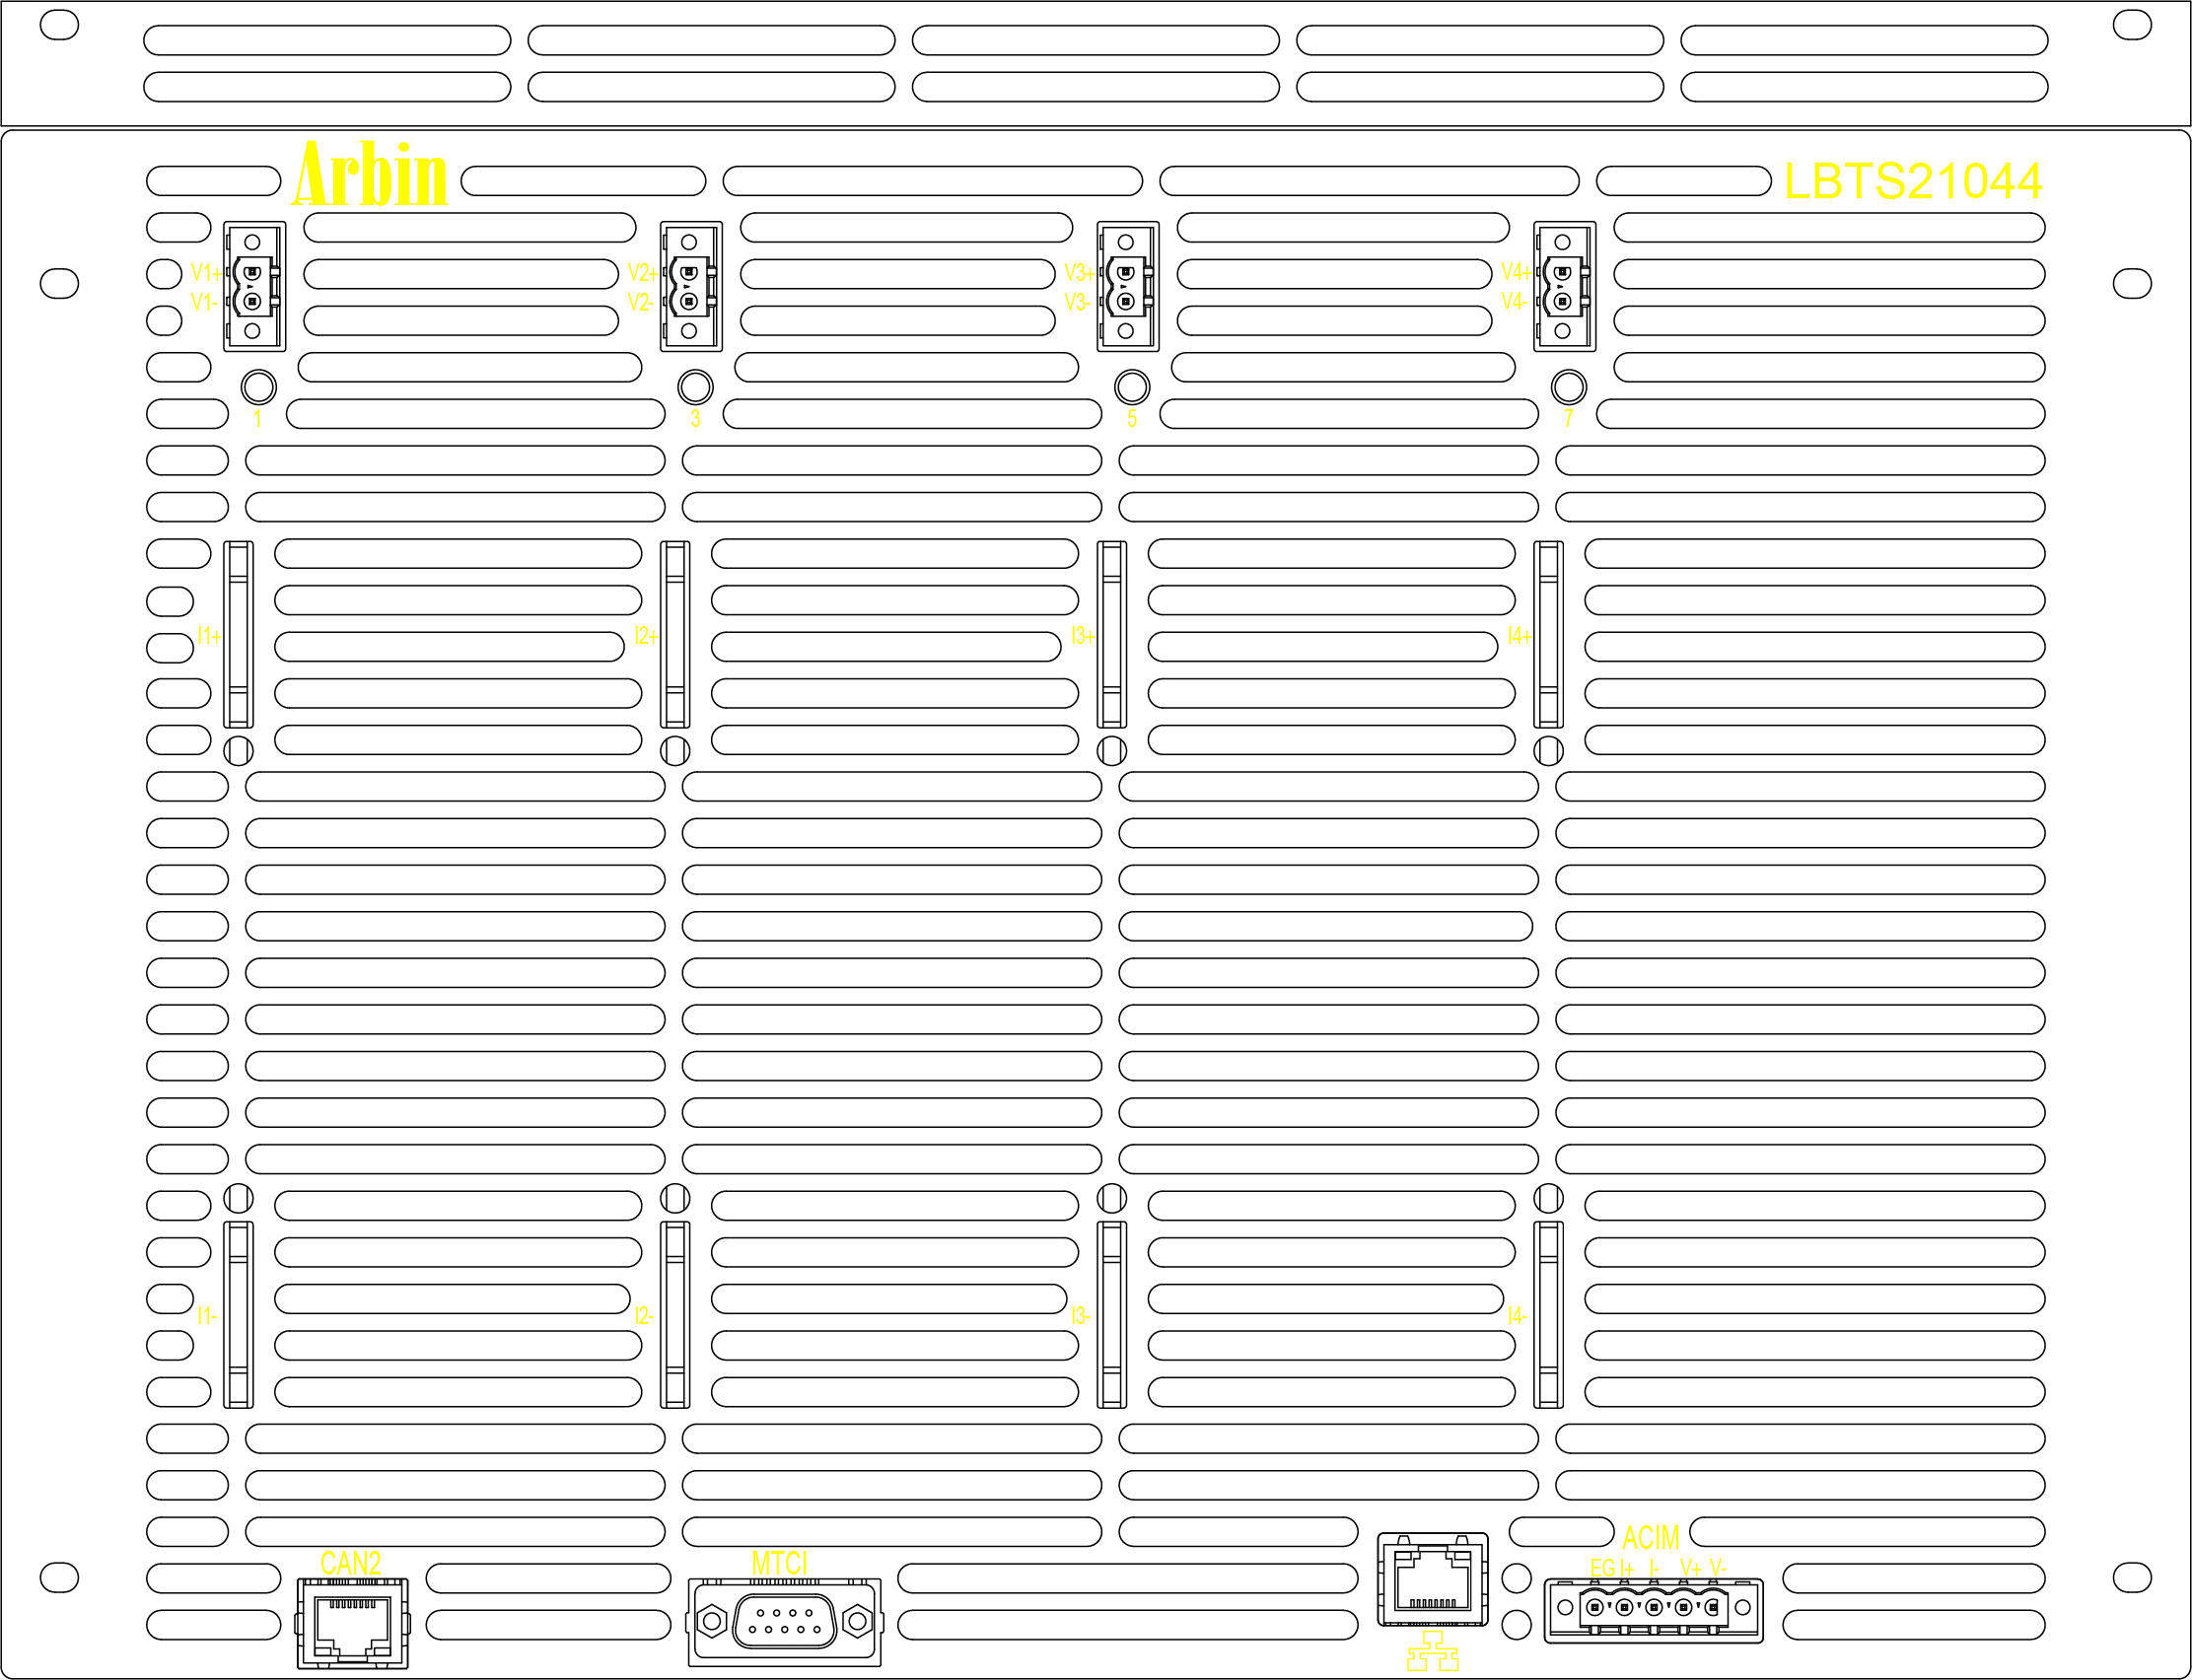 Arbin LBTS21044
V1+ V2+ V3+ V4+
V1- V2- V3- V4-
1 3 5 7
I1+ I2+ I3+ I4+
I1- I2- I3- I4-
ACIM
CAN2 MTCI EG I+ I- V+ V-